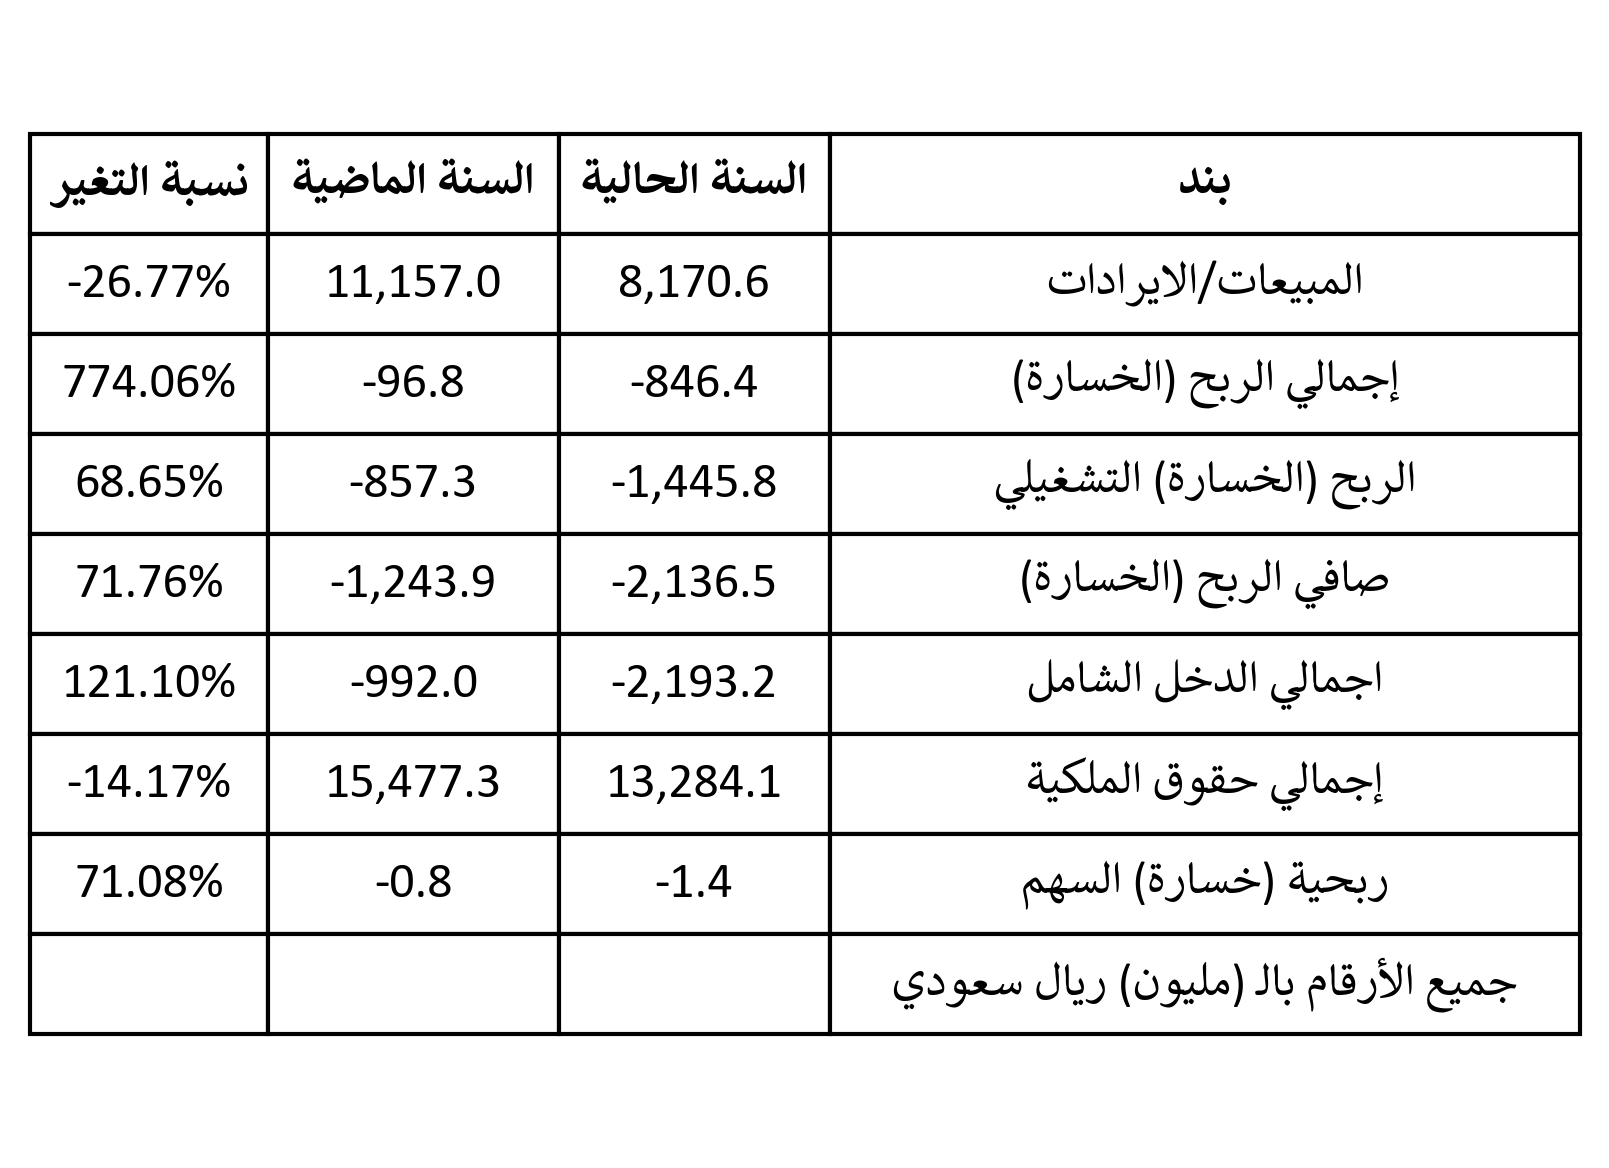 بند السنة الحالية السنة الماضية نسبة التغير
المبيعات/الايرادات 8,170.6 11,157.0 -26.77%
إجمالي الربح (الخسارة) -846.4 -96.8 774.06%
الربح (الخسارة) التشغيلي -1,445.8 -857.3 68.65%
صافي الربح (الخسارة) -2,136.5 -1,243.9 71.76%
اجمالي الدخل الشامل -2,193.2 -992.0 121.10%
إجمالي حقوق الملكية 13,284.1 15,477.3 -14.17%
ربحية (خسارة) السهم -1.4 -0.8 71.08%
جميع الأرقام بالـ (مليون) ريال سعودي